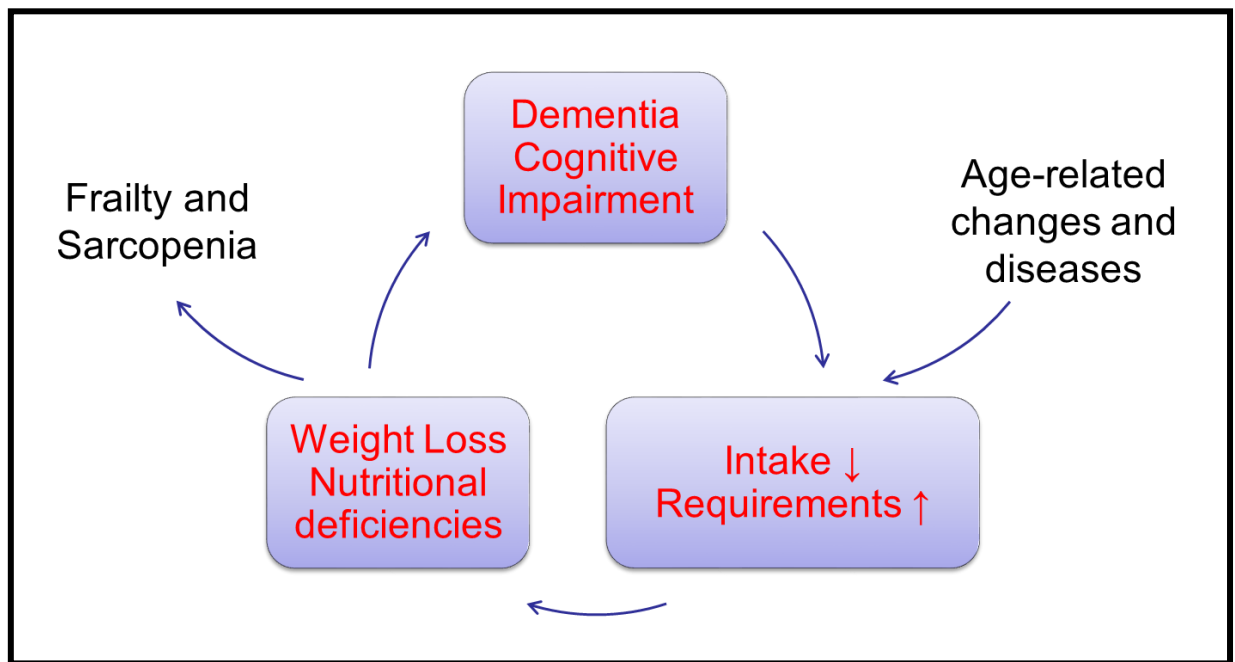 Dementia
Cognitive
Impairment
Frailty and
Sarcopenia
Age-related
changes and
diseases
Weight Loss
Nutritional
deficiencies
Intake ↓
Requirements ↑